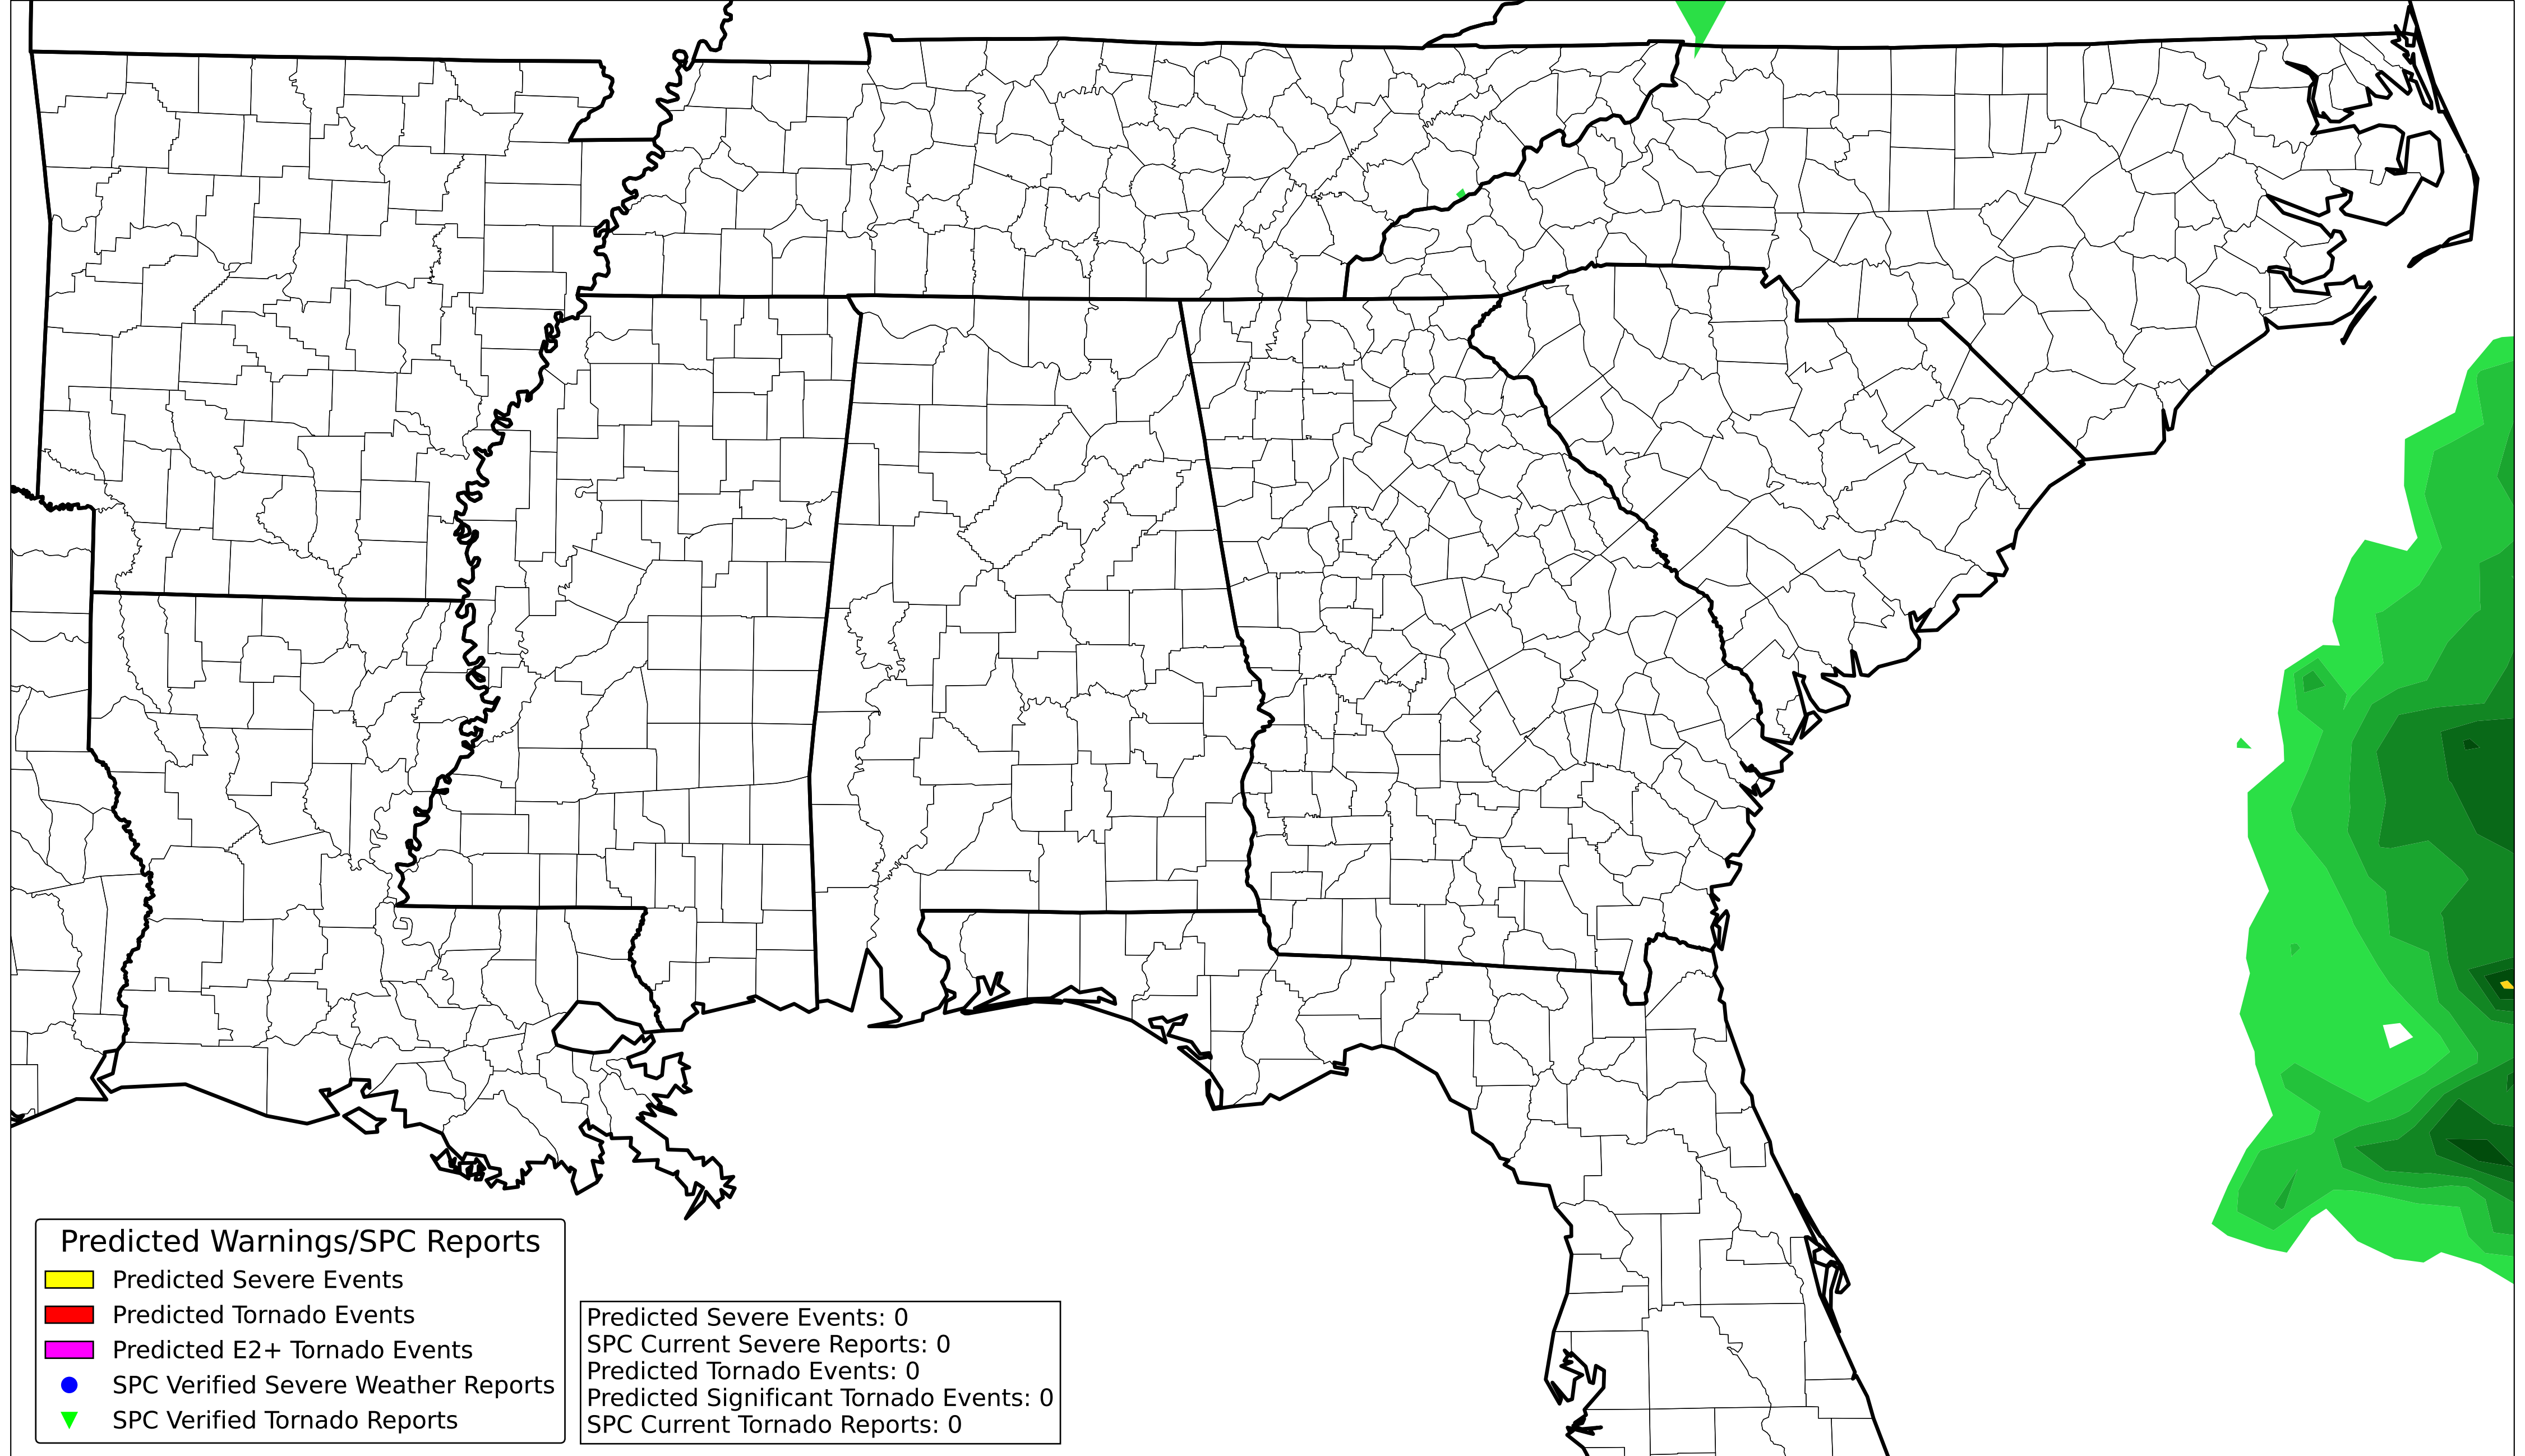 Predicted Warnings/SPC Reports
Predicted Severe Events
Predicted Tornado Events
Predicted E2+ Tornado Events
SPC Verified Severe Weather Reports
SPC Verified Tornado Reports
Predicted Severe Events: 0
SPC Current Severe Reports: 0
Predicted Tornado Events: 0
Predicted Significant Tornado Events: 0
SPC Current Tornado Reports: 0